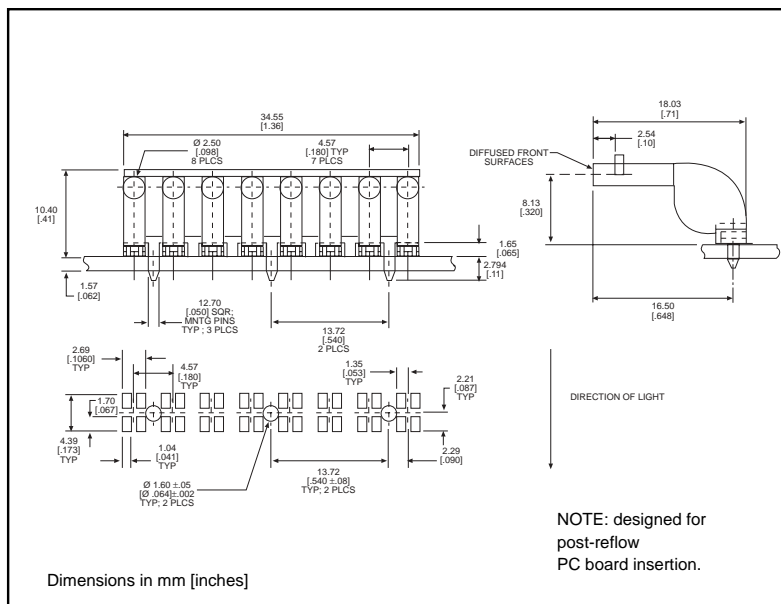 34.55
[1.36]
Ø 2.50
[.098]
8 PLCS
4.57
[.180] TYP
7 PLCS
10.40
[.41]
1.57
[.062]
1.65
[.065]
2.794
[.11]
12.70
[.050] SQR;
MNTG PINS
TYP ; 3 PLCS
13.72
[.540]
2 PLCS
18.03
[.71]
2.54
[.10]
DIFFUSED FRONT
SURFACES
8.13
[.320]
16.50
[.648]
2.69
[.1060]
TYP
4.57
[.180]
TYP
1.35
[.053]
TYP
2.21
[.087]
TYP
1.70
[.067]
4.39
[.173]
TYP
1.04
[.041]
TYP
13.72
[.540 ±.08]
TYP; 2 PLCS
2.29
[.090]
Ø 1.60 ±.05
[Ø .064]±.002
TYP; 2 PLCS
DIRECTION OF LIGHT
NOTE: designed for
post-reflow
PC board insertion.
Dimensions in mm [inches]